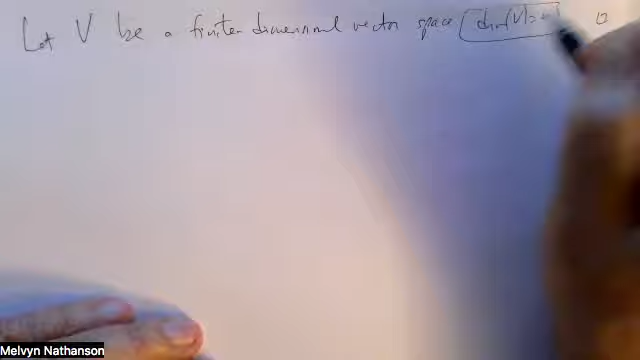 Let V be a finite dimensional vector space
Melvyn Nathanson